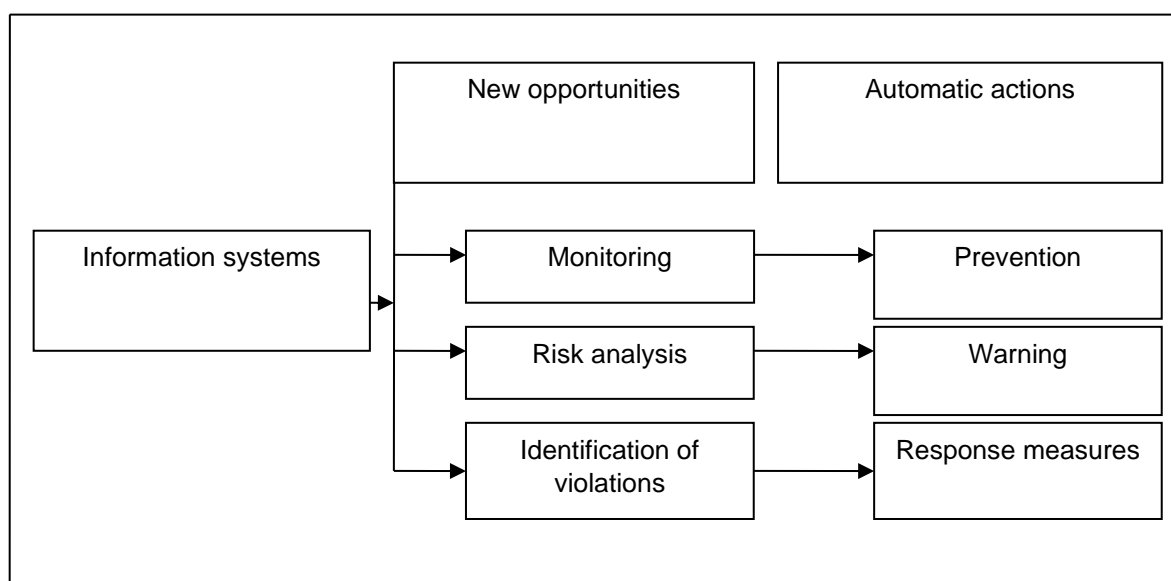 New opportunities
Automatic actions
Information systems
Monitoring
Prevention
Risk analysis
Warning
Identification of
violations
Response measures